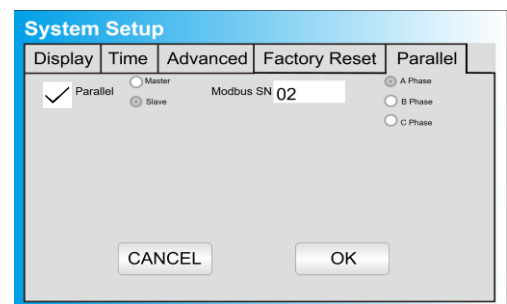 System Setup
Display Time Advanced Factory Reset Parallel
Parallel Master Modbus SN 02 A Phase
Slave B Phase
C Phase
CANCEL OK